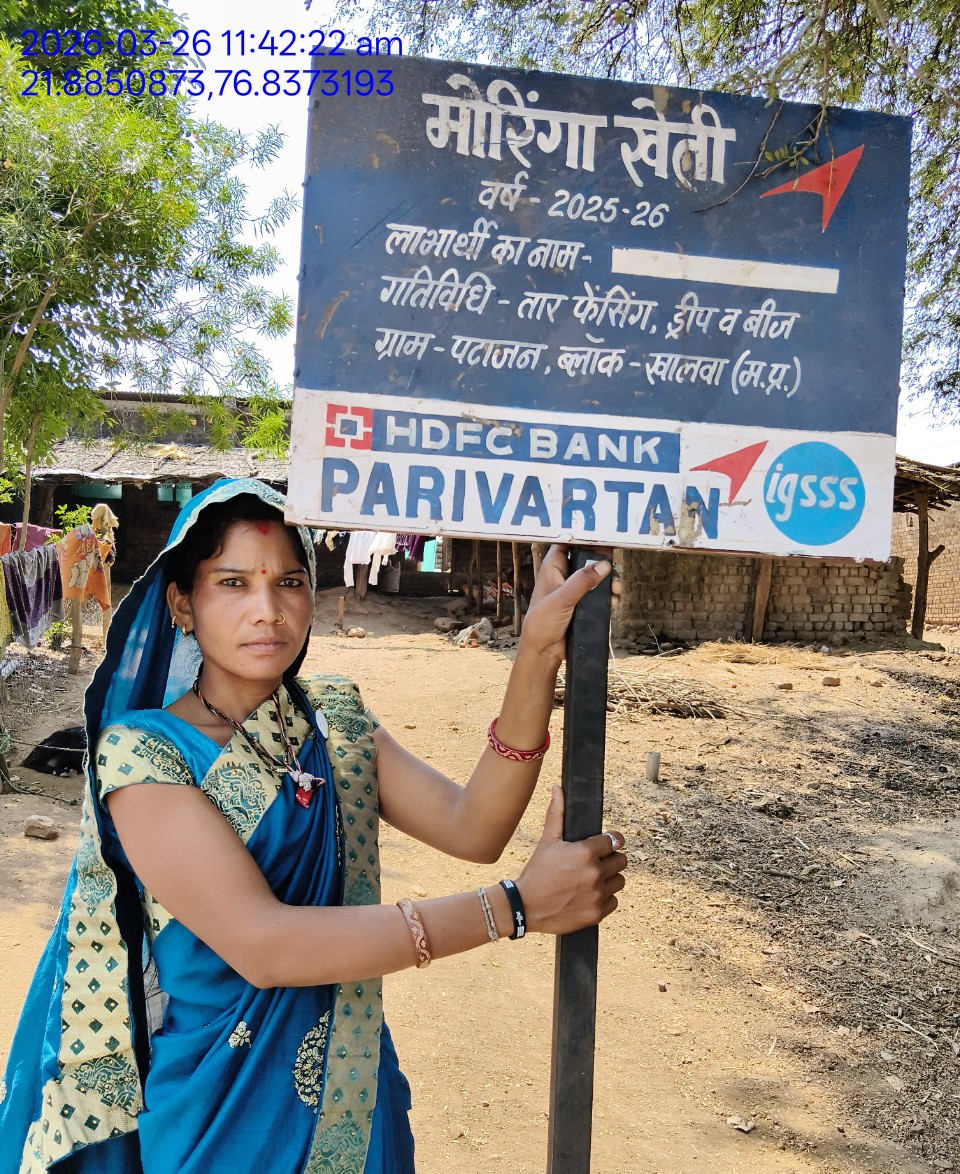 2026-03-26 11:42:22 am
21.8850873,76.8373193
मोरिंगा खेती
वर्ष - 2025-26
लाभार्थी का नाम-
गतिविधि - तार फेंसिंग, ड्रीप व बीज
ग्राम - पटाजन, ब्लॉक - खालवा (म.प्र.)
HDFC BANK
PARIVARTAN
igsss